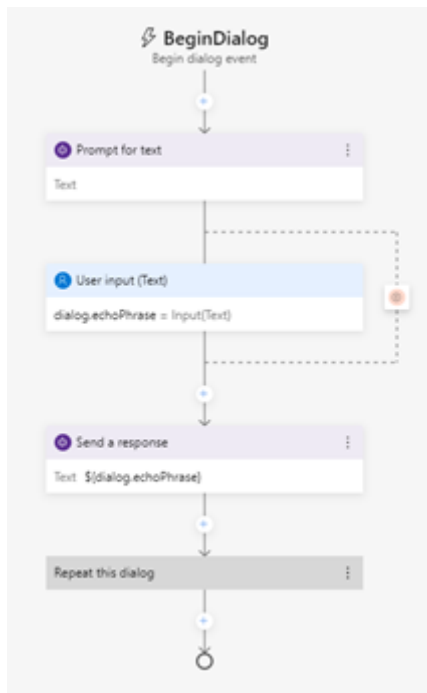 BeginDialog
Begin dialog event
Prompt for text
Text
User input (Text)
dialog.echoPhrase = Input(Text)
Send a response
Text ${dialog.echoPhrase}
Repeat this dialog